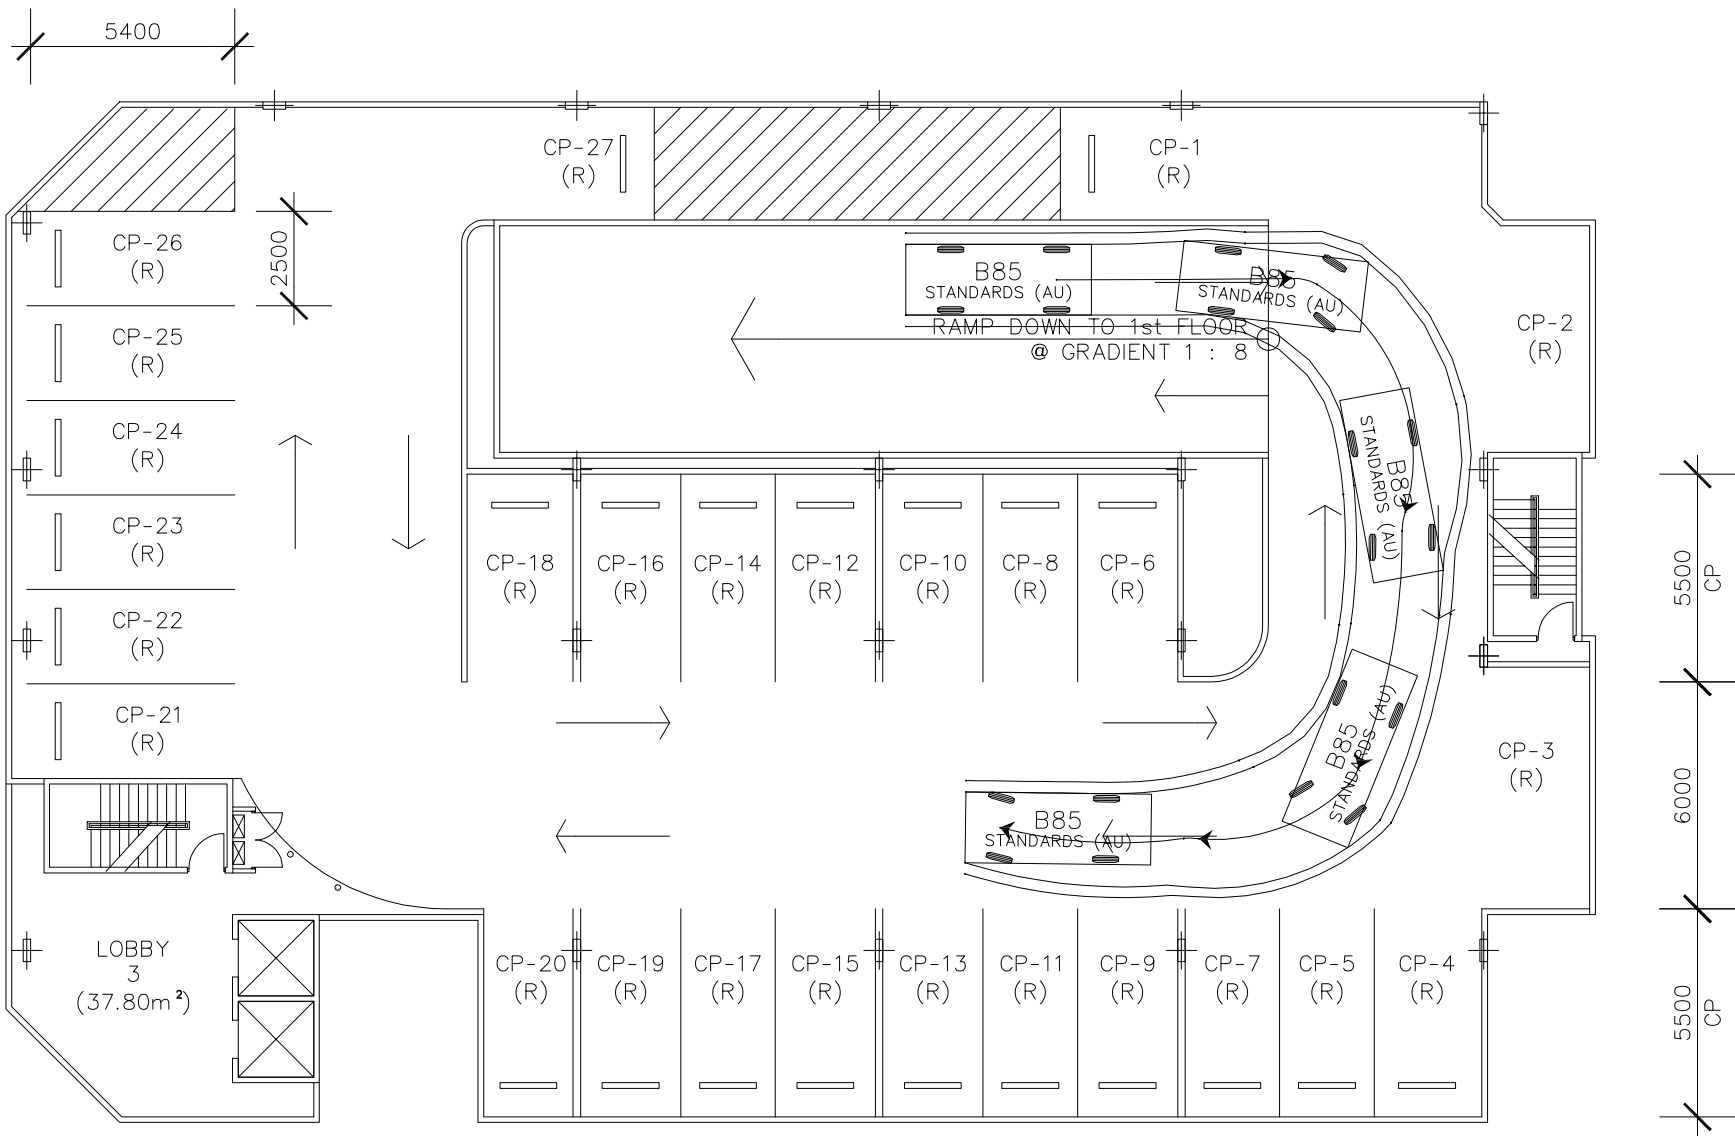 5400
CP-27
(R)
CP-1
(R)
CP-26
(R)
2500
B85
STANDARDS (AU)
B85
STANDARDS (AU)
RAMP DOWN TO 1st FLOOR
@ GRADIENT 1 : 8
CP-2
(R)
CP-25
(R)
CP-24
(R)
B85
STANDARDS (AU)
CP-23
(R)
CP-18
(R)
CP-16
(R)
CP-14
(R)
CP-12
(R)
CP-10
(R)
CP-8
(R)
CP-6
(R)
5500
CP
CP-22
(R)
CP-21
(R)
B85
STANDARDS (AU)
CP-3
(R)
6000
B85
STANDARDS (AU)
LOBBY
3
(37.80m²)
CP-20
(R)
CP-19
(R)
CP-17
(R)
CP-15
(R)
CP-13
(R)
CP-11
(R)
CP-9
(R)
CP-7
(R)
CP-5
(R)
CP-4
(R)
5500
CP